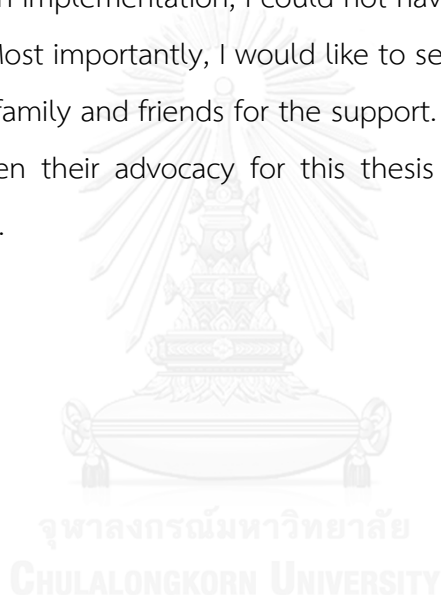 implementation, I could not hav
Most importantly, I would like to se
family and friends for the support.
en their advocacy for this thesis
.
จุฬาลงกรณ์มหาวิทยาลัย
CHULALONGKORN UNIVERSITY